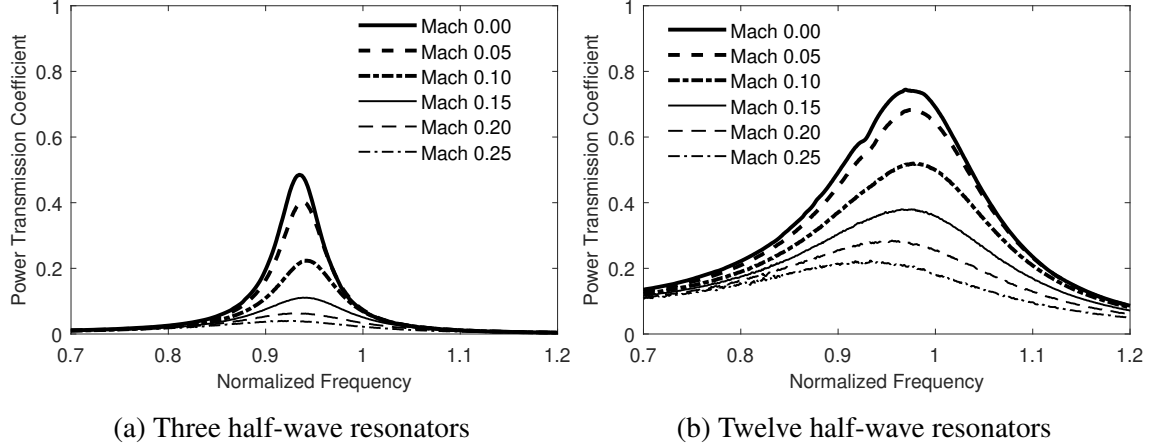 Power Transmission Coefficient
1
0.8
0.6
0.4
0.2
0
0.7
0.8
0.9
1
1.1
1.2
Normalized Frequency
Mach 0.00
Mach 0.05
Mach 0.10
Mach 0.15
Mach 0.20
Mach 0.25
(a) Three half-wave resonators
Power Transmission Coefficient
1
0.8
0.6
0.4
0.2
0
0.7
0.8
0.9
1
1.1
1.2
Normalized Frequency
Mach 0.00
Mach 0.05
Mach 0.10
Mach 0.15
Mach 0.20
Mach 0.25
(b) Twelve half-wave resonators